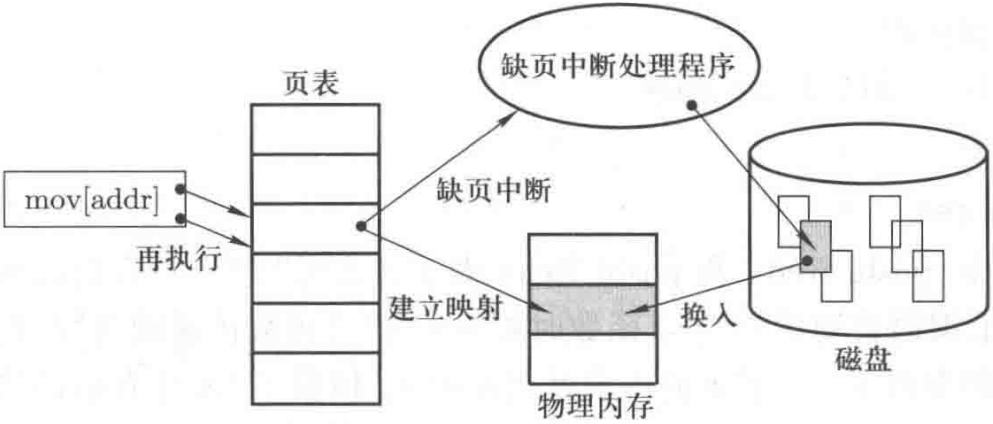 缺页中断处理程序
页表
mov[addr]
缺页中断
再执行
建立映射
换入
磁盘
物理内存